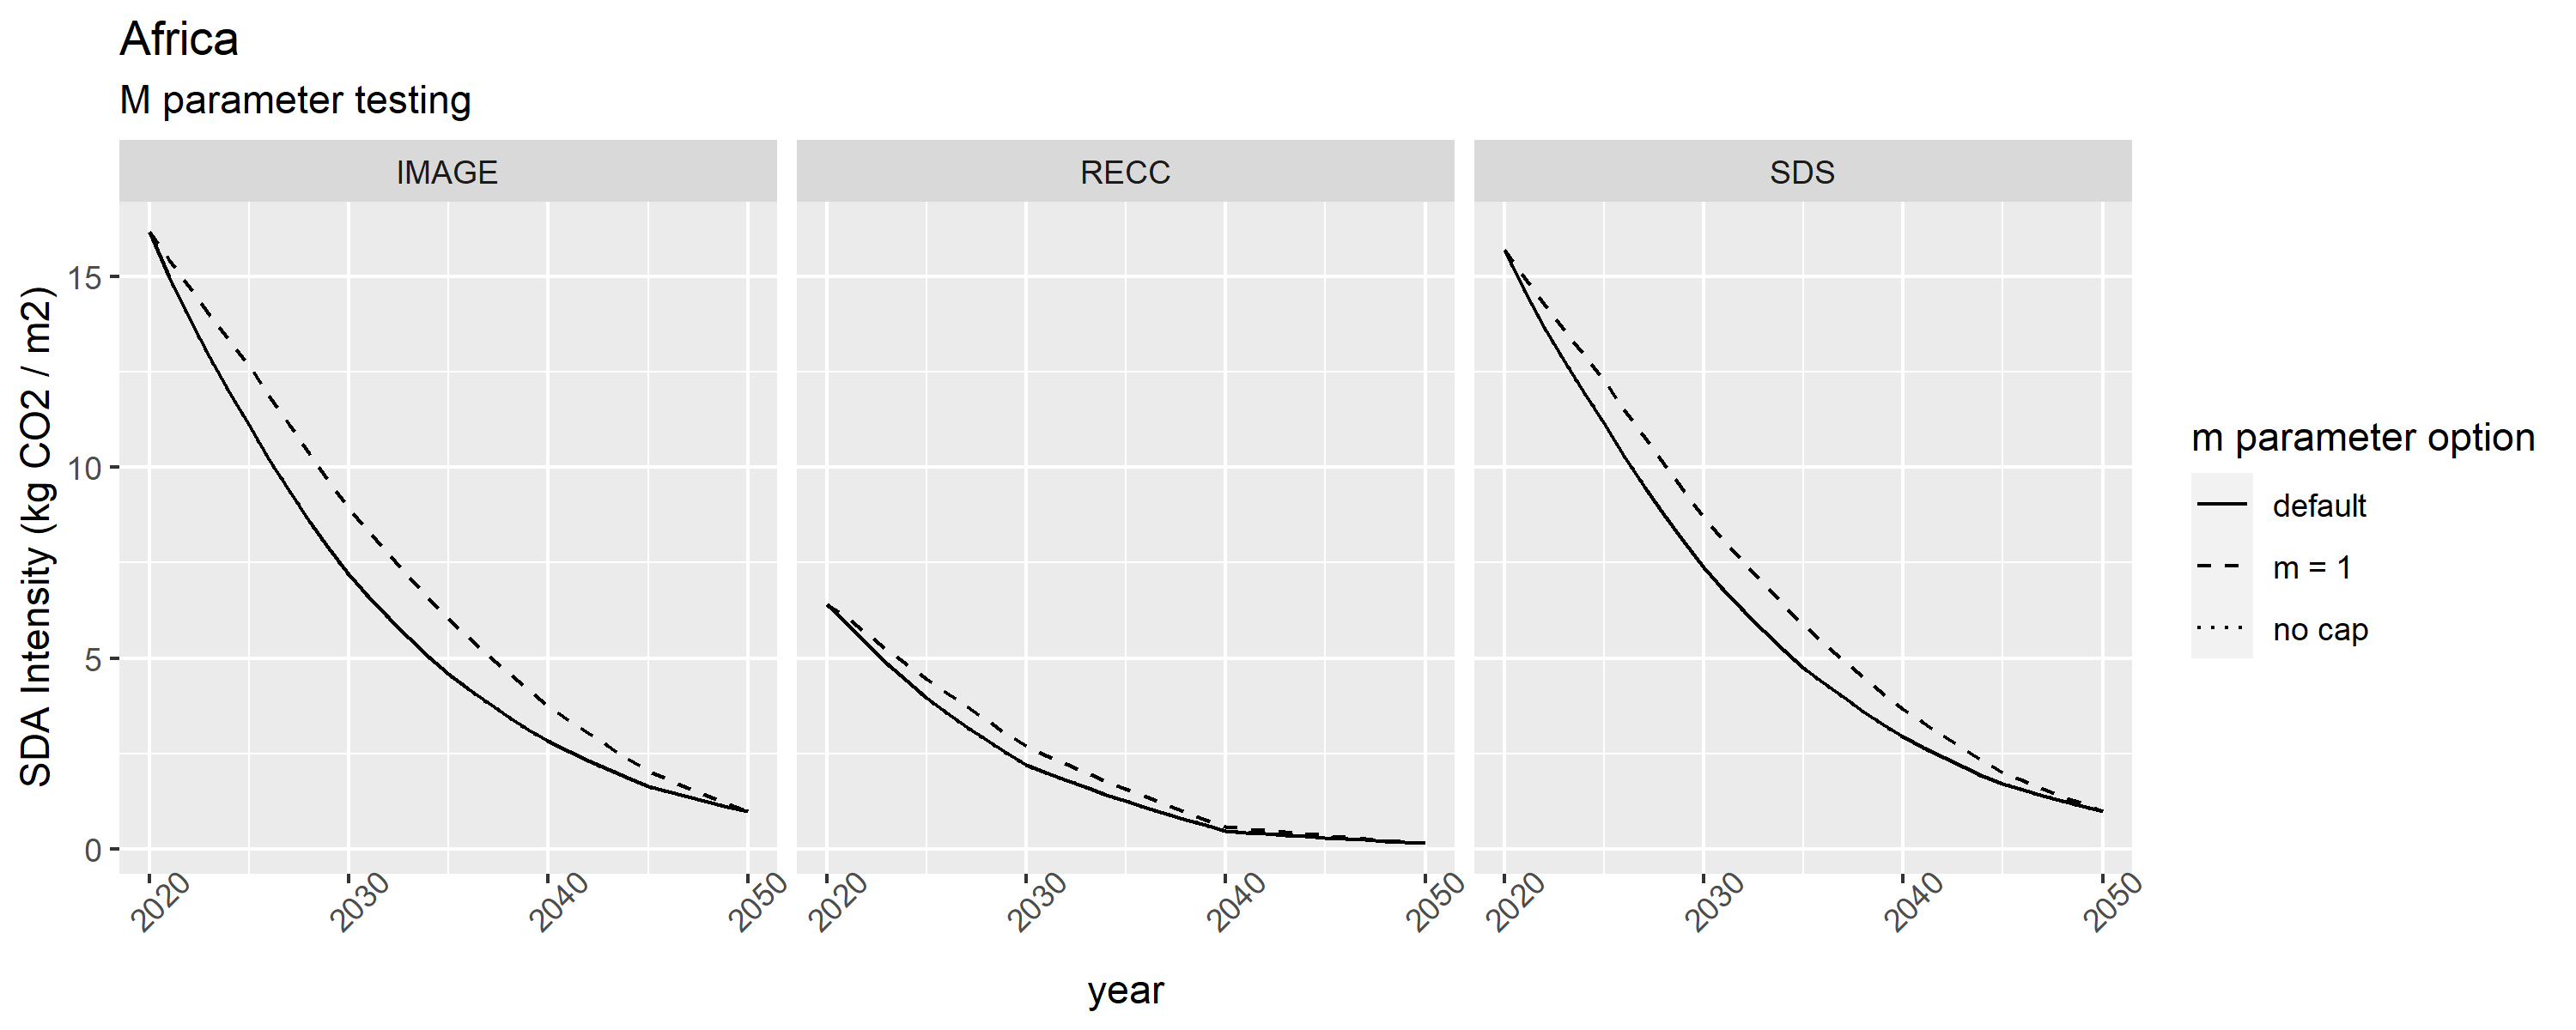 Africa
M parameter testing
IMAGE
RECC
SDS
SDA Intensity (kg CO2 / m2)
15
10
5
0
2020
2030
2040
2050
2020
2030
2040
2050
2020
2030
2040
2050
year
m parameter option
default
m = 1
no cap